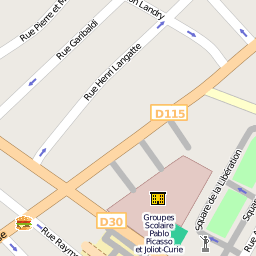 on Landry
Rue Garibaldi
Rue Pierre et M
Rue Henri Langatte
D115
Square de la Libération
D30
Groupes
Scolaire
Pablo
Picasso
et Joliot-Curie
Rue Raym
Rue A